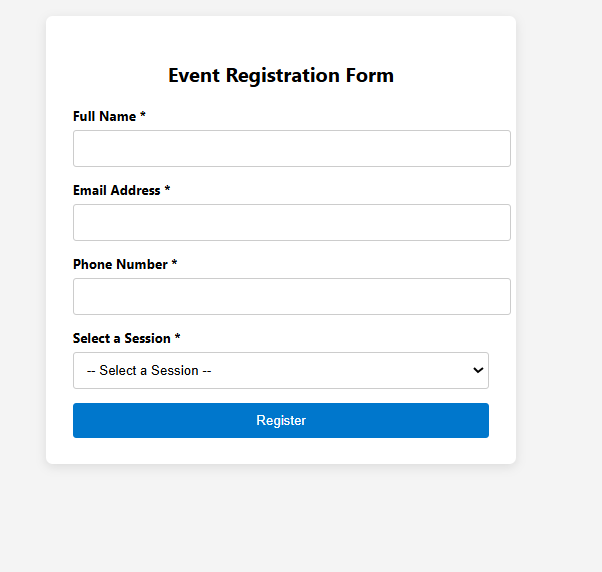 Event Registration Form
Full Name *
Email Address *
Phone Number *
Select a Session *
-- Select a Session --
Register